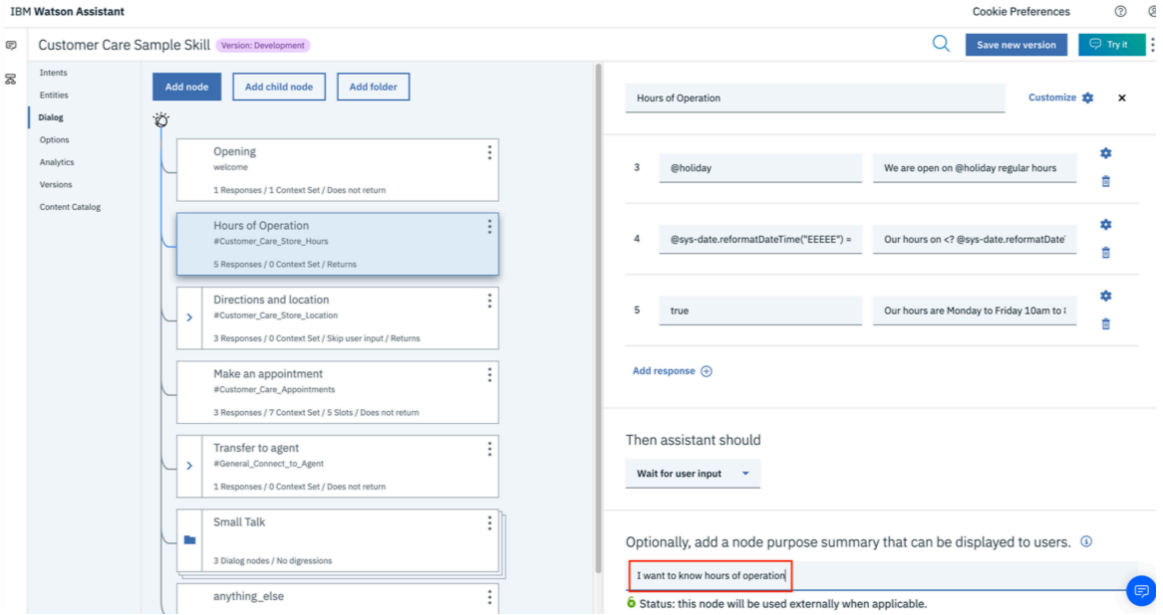 IBM Watson Assistant
Cookie Preferences
Customer Care Sample Skill
Version: Development
Save new version
Try it
Intents
Entities
Dialog
Options
Analytics
Versions
Content Catalog
Add node
Add child node
Add folder
Opening
welcome
1 Responses / 1 Context Set / Does not return
Hours of Operation
#Customer_Care_Store_Hours
5 Responses / 0 Context Set / Returns
Directions and location
#Customer_Care_Store_Location
3 Responses / 0 Context Set / Skip user input / Returns
Make an appointment
#Customer_Care_Appointments
3 Responses / 7 Context Set / 5 Slots / Does not return
Transfer to agent
#General_Connect_to_Agent
1 Responses / 0 Context Set / Does not return
Small Talk
3 Dialog nodes / No digressions
anything_else
Hours of Operation
Customize
3 @holiday We are open on @holiday regular hours
4 @sys-date.reformatDateTime("EEEEE") = Our hours on <? @sys-date.reformatDate
5 true Our hours are Monday to Friday 10am to
Add response
Then assistant should
Wait for user input
Optionally, add a node purpose summary that can be displayed to users.
I want to know hours of operation
Status: this node will be used externally when applicable.